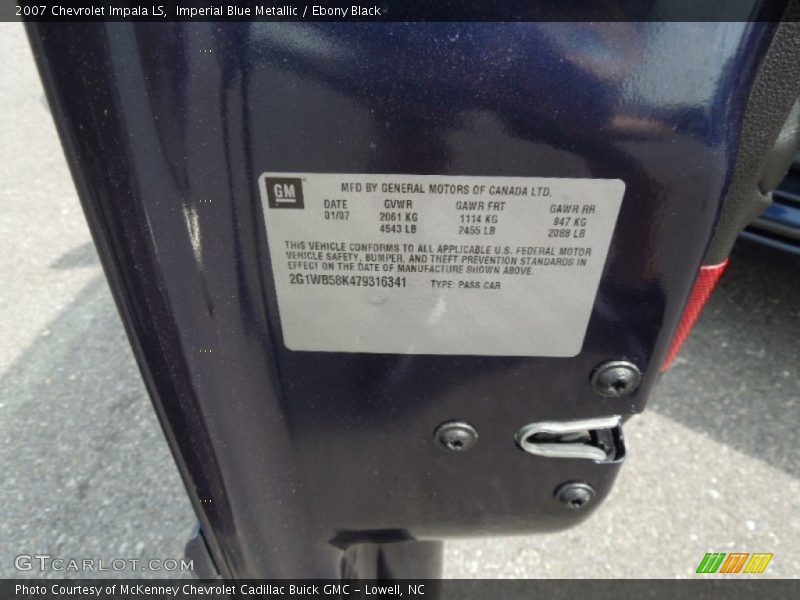 2007 Chevrolet Impala LS,  Imperial Blue Metallic / Ebony Black
GM
MFD BY GENERAL MOTORS OF CANADA LTD.
DATE GVWR GAWR FRT GAWR RR
01/07 2061 KG 1114 KG 947 KG
4543 LB 2455 LB 2088 LB
THIS VEHICLE CONFORMS TO ALL APPLICABLE U.S. FEDERAL MOTOR
VEHICLE SAFETY, BUMPER, AND THEFT PREVENTION STANDARDS IN
EFFECT ON THE DATE OF MANUFACTURE SHOWN ABOVE.
2G1WB58K479316341 TYPE: PASS CAR
GTCARLOT.COM
Photo Courtesy of McKenney Chevrolet Cadillac Buick GMC – Lowell, NC